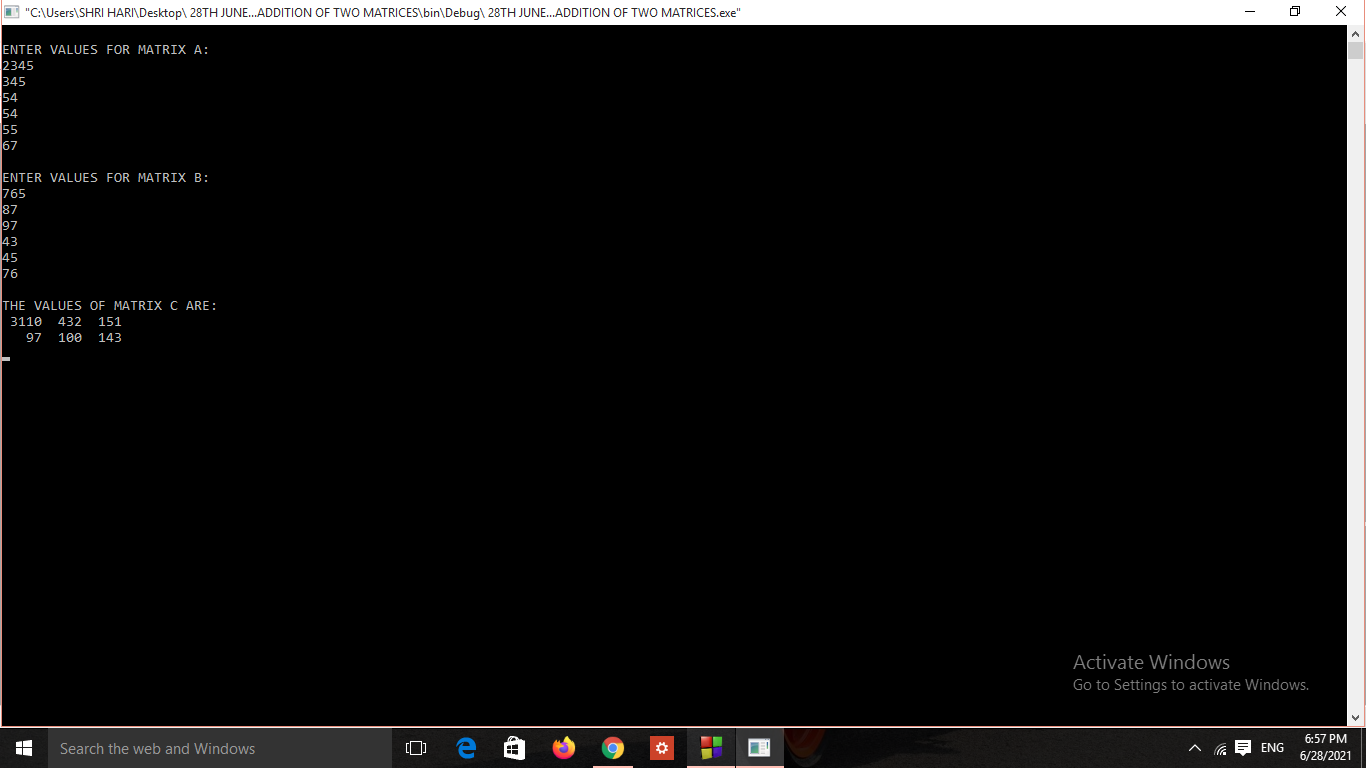 "C:\Users\SHRI HARI\Desktop\ 28TH JUNE...ADDITION OF TWO MATRICES\bin\Debug\ 28TH JUNE...ADDITION OF TWO MATRICES.exe"
ENTER VALUES FOR MATRIX A:
2345
345
54
54
55
67
ENTER VALUES FOR MATRIX B:
765
87
97
43
45
76
THE VALUES OF MATRIX C ARE:
3110 432 151
97 100 143
Activate Windows
Go to Settings to activate Windows.
Search the web and Windows
ENG
6:57 PM
6/28/2021